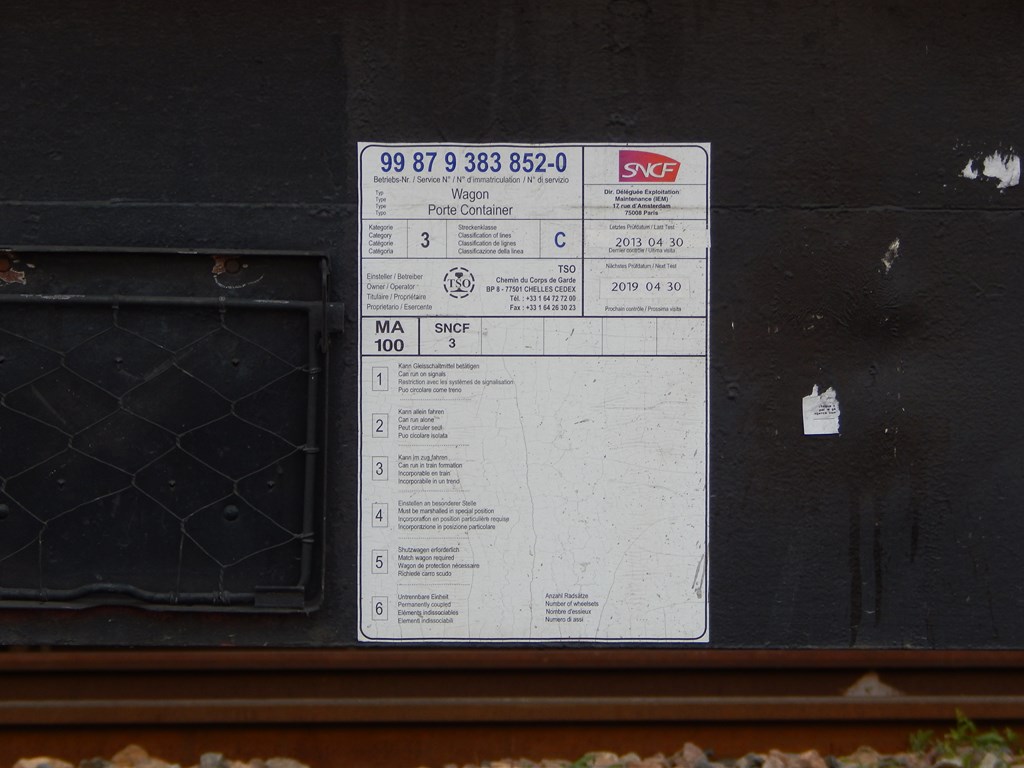 99 87 9 383 852-0
Betriebs-Nr. / Service N° / N° d'immatriculation / N° di servizio
Typ
Type
Type
Typo
Wagon
Porte Container
SNCF
Dir. Déléguée Exploitation
Maintenance (IEM)
17 rue d'Amsterdam
75008 Paris
Kategorie
Category
Catégorie
Catégoria
3
Streckenklasse
Classification of lines
Classification de lignes
Classificazione della linea
C
Letztes Prüfdatum / Last Test
2013 04 30
Dernier contrôle / Ultima visita
Einsteller / Betreiber
Owner / Operator
Titulaire / Propriétaire
Proprietario / Esercente
TSO
TSO
Chemin du Corps de Garde
BP 8 - 77501 CHELLES CEDEX
Tél. : +33 1 64 72 72 00
Fax : +33 1 64 26 30 23
Nächstes Prüfdatum / Next Test
2019 04 30
Prochain contrôle / Prossima visita
MA
100
SNCF
3
1
Kann Gleisschaltmittel betätigen
Can run on signals
Restriction avec les systèmes de signalisation
Puo circolare come treno
2
Kann allein fahren
Can run alone
Peut circuler seul
Puo cicolare isolata
3
Kann im zug fahren
Can run in train formation
Incorporable en train
Incorporabile in un treno
4
Einstellen an besonderer Stelle
Must be marshalled in special position
Incorporation en position particulière requise
Incorporazione in posizione particolare
5
Shutzwagen erforderlich
Match wagon required
Wagon de protection nécessaire
Richiede carro scudo
6
Untrennbare Einheit
Permanently coupled
Eléments indissociables
Elementi indissociabili
Anzahl Radsätze
Number of wheelsets
Nombre d'essieux
Numero di assi